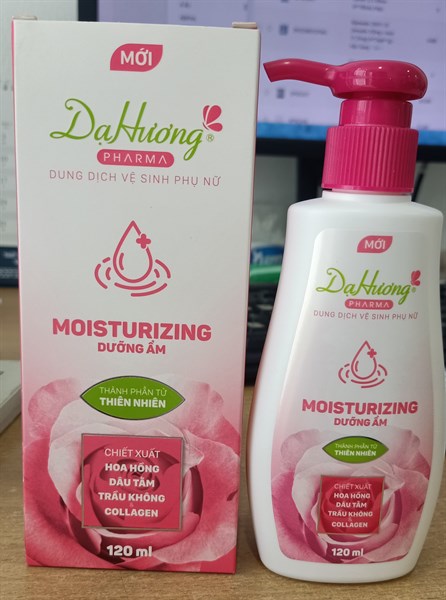 MỚI
DạHương®
PHARMA
DUNG DỊCH VỆ SINH PHỤ NỮ
MOISTURIZING
DƯỠNG ẨM
THÀNH PHẦN TỪ
THIÊN NHIÊN
CHIẾT XUẤT
HOA HỒNG
DÂU TẰM
TRẦU KHÔNG
COLLAGEN
120 ml
MỚI
DạHương®
PHARMA
DUNG DỊCH VỆ SINH PHỤ NỮ
MOISTURIZING
DƯỠNG ẨM
THÀNH PHẦN TỪ
THIÊN NHIÊN
CHIẾT XUẤT
HOA HỒNG
DÂU TẰM
TRẦU KHÔNG
COLLAGEN
120 ml